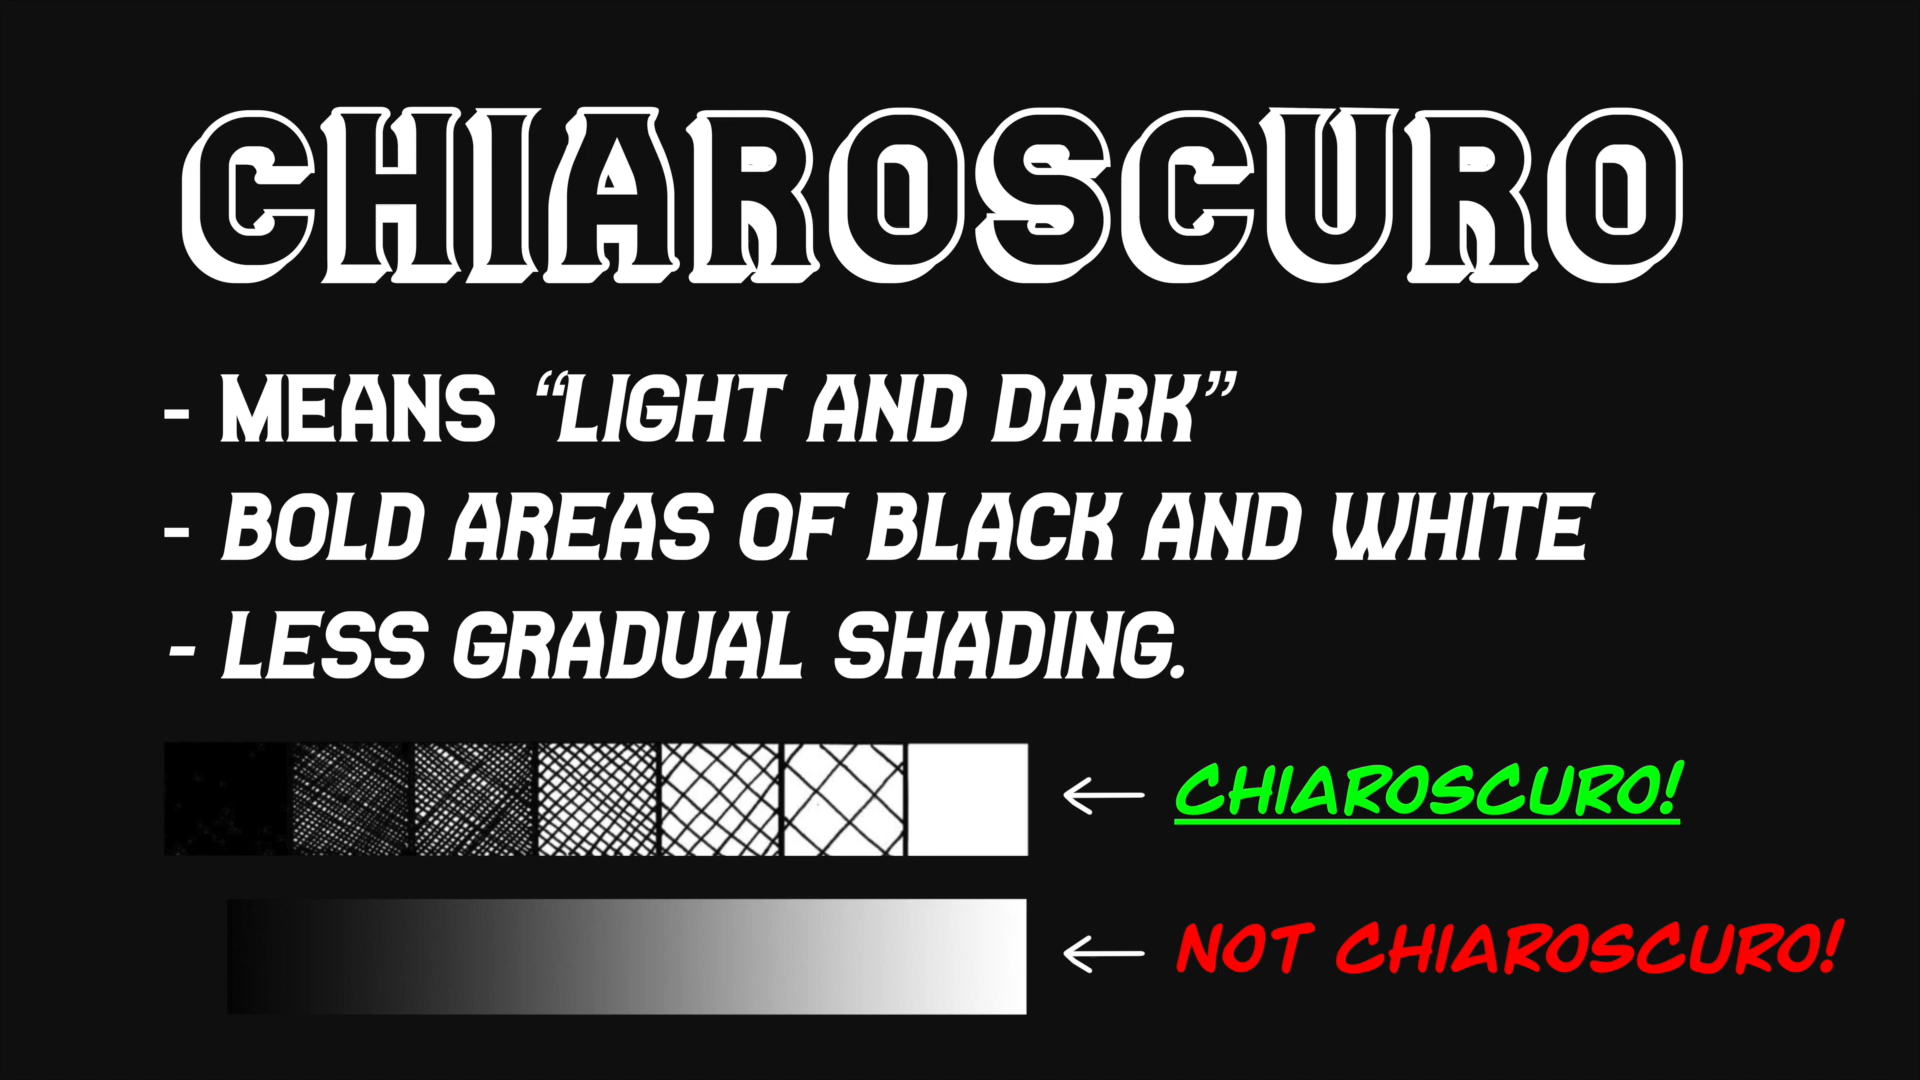 CHIAROSCURO
- MEANS “LIGHT AND DARK”
- BOLD AREAS OF BLACK AND WHITE
- LESS GRADUAL SHADING.
← CHIAROSCURO!
← NOT CHIAROSCURO!